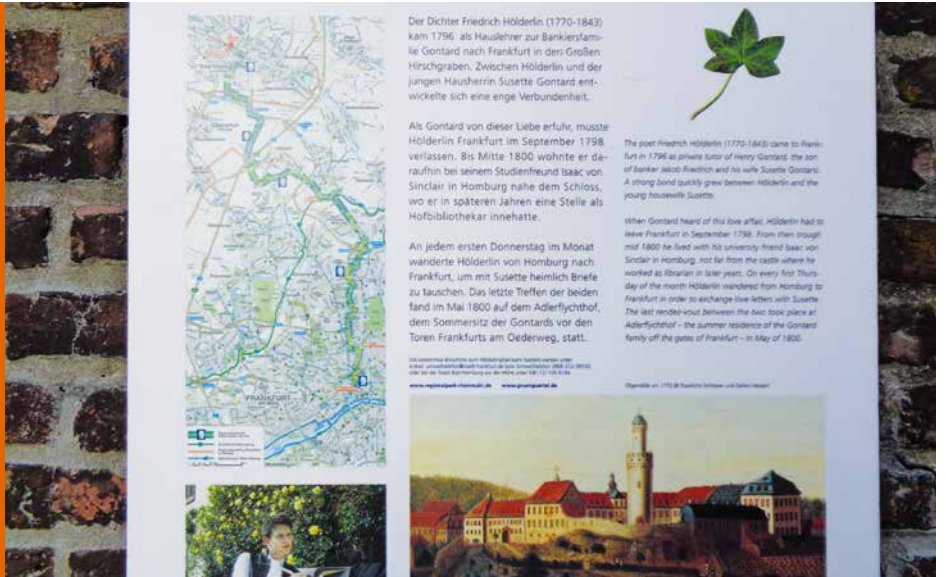 Der Dichter Friedrich Hölderlin (1770-1843)
kam 1796 als Hauslehrer zur Bankiersfami-
lie Gontard nach Frankfurt in den Großen
Hirschgraben. Zwischen Hölderlin und der
jungen Hausherrin Susette Gontard ent-
wickelte sich eine enge Verbundenheit.
Als Gontard von dieser Liebe erfuhr, musste
Hölderlin Frankfurt im September 1798
verlassen. Bis Mitte 1800 wohnte er da-
raufhin bei seinem Studienfreund Isaac von
Sinclair in Homburg nahe dem Schloss,
wo er in späteren Jahren eine Stelle als
Hofbibliothekar innehatte.
An jedem ersten Donnerstag im Monat
wanderte Hölderlin von Homburg nach
Frankfurt, um mit Susette heimlich Briefe
zu tauschen. Das letzte Treffen der beiden
fand im Mai 1800 auf dem Adlerflychthof,
dem Sommersitz der Gontards vor den
Toren Frankfurts am Oederweg, statt.
www.regionalpark-rheinmain.de www.gruenguertel.de
The poet Friedrich Hölderlin (1770-1843) came to Frank-
furt in 1796 as private tutor of Henry Gontard, the son
of banker Jakob Friedrich and his wife Susette Gontard.
A strong bond quickly grew between Hölderlin and the
young housewife Susette.
When Gontard heard of this love affair, Hölderlin had to
leave Frankfurt in September 1798. From then trough
mid 1800 he lived with his university friend Isaac von
Sinclair in Homburg, not far from the castle where he
worked as librarian in later years. On every first Thurs-
day of the month Hölderlin wandered from Homburg to
Frankfurt in order to exchange love letters with Susette.
The last rendez-vous between the two took place at
Adlerflychthof – the summer residence of the Gontard
family off the gates of Frankfurt – in May of 1800.
FRANKFURT